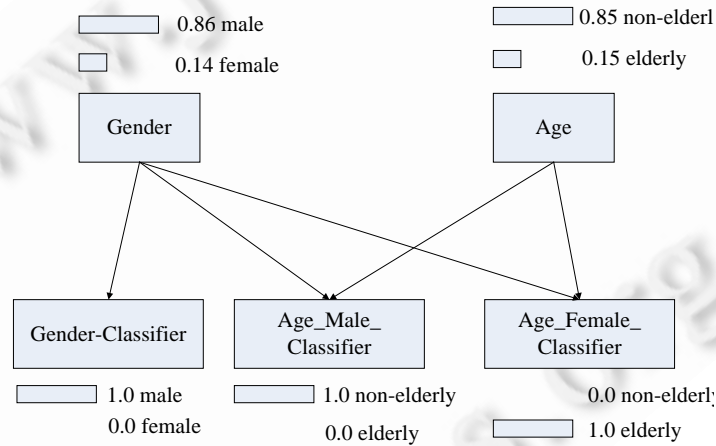 0.86 male
0.14 female
0.85 non-elderl
0.15 elderly
Gender
Age
Gender-Classifier
Age_Male_
Classifier
Age_Female_
Classifier
1.0 male
0.0 female
1.0 non-elderly
0.0 elderly
0.0 non-elderly
1.0 elderly